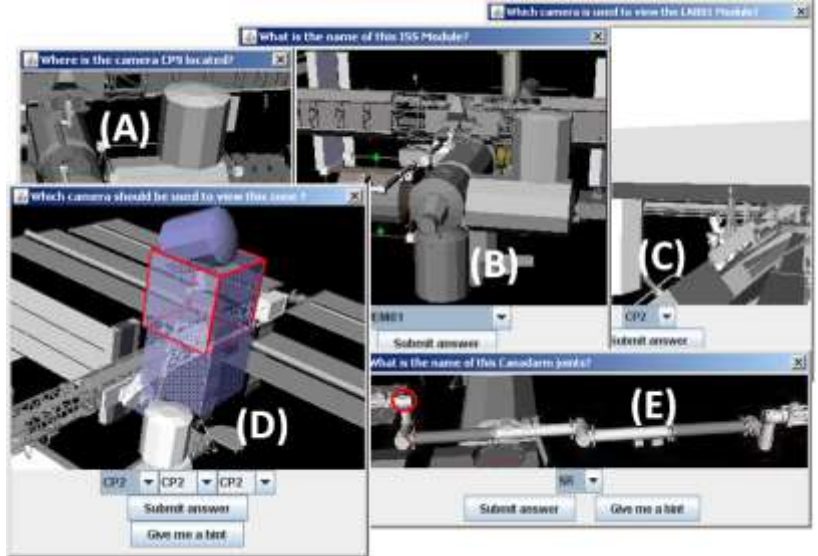 Which camera is used to view the LAB01 Module?
What is the name of this ISS Module?
Where is the camera CP9 located?
(A)
Which camera should be used to view this zone ?
(B)
(C)
CP2
Submit answer
Submit answer
What is the name of this Canadarm joints?
(D)
(E)
CP2 CP2 CP2
Submit answer
Give me a hint
Submit answer Give me a hint